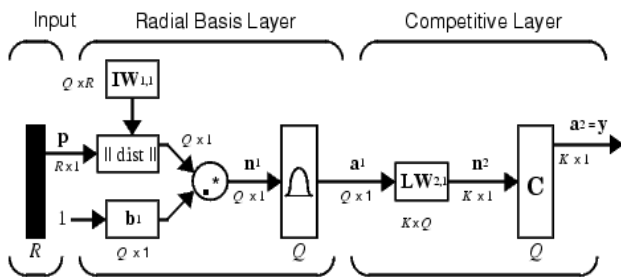 Input Radial Basis Layer Competitive Layer
Q x R IW1,1
p Q x 1 n1 a1 n2 a2 = y
R x 1 || dist || .* Q x 1 Q x 1 LW2,1 K x 1 C K x 1
1 b1 K x Q
R Q x 1 Q Q